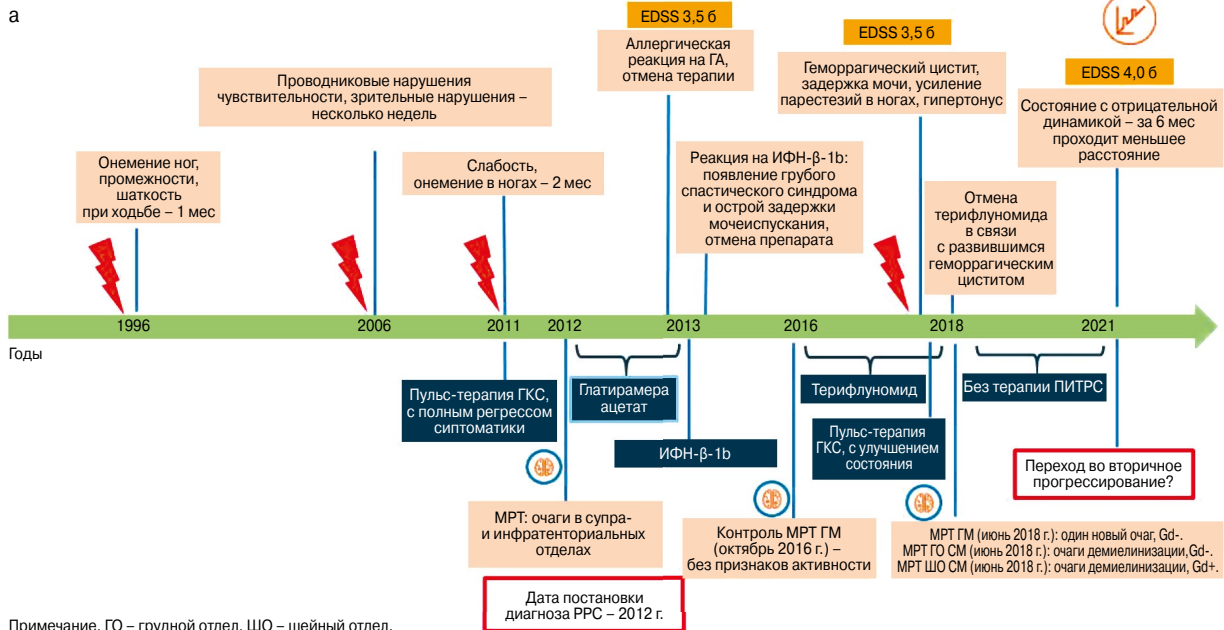 а
EDSS 3,5 б
Аллергическая
реакция на ГА,
отмена терапии
EDSS 3,5 б
Геморрагический цистит,
задержка мочи, усиление
парестезий в ногах, гипертонус
EDSS 4,0 б
Состояние с отрицательной
динамикой – за 6 мес
проходит меньшее
расстояние
Проводниковые нарушения
чувствительности, зрительные нарушения –
несколько недель
Онемение ног,
промежности,
шаткость
при ходьбе – 1 мес
Слабость,
онемение в ногах – 2 мес
Реакция на ИФН-β-1b:
появление грубого
спастического синдрома
и острой задержки
мочеиспускания,
отмена препарата
Отмена
терифлуномида
в связи
с развившимся
геморрагическим
циститом
1996
2006
2011
2012
2013
2016
2018
2021
Годы
Пульс-терапия ГКС,
с полным регрессом
сиптоматики
Глатирамера
ацетат
ИФН-β-1b
Терифлуномид
Пульс-терапия
ГКС, с улучшением
состояния
Без терапии ПИТРС
Переход во вторичное
прогрессирование?
МРТ: очаги в супра-
и инфратенториальных
отделах
Контроль МРТ ГМ
(октябрь 2016 г.) –
без признаков активности
МРТ ГМ (июнь 2018 г.): один новый очаг, Gd-.
МРТ ГО СМ (июнь 2018 г.): очаги демиелинизации,Gd-.
МРТ ШО СМ (июнь 2018 г.): очаги демиелинизации, Gd+.
Дата постановки
диагноза РРС – 2012 г.
Примечание. ГО – грудной отдел, ШО – шейный отдел.